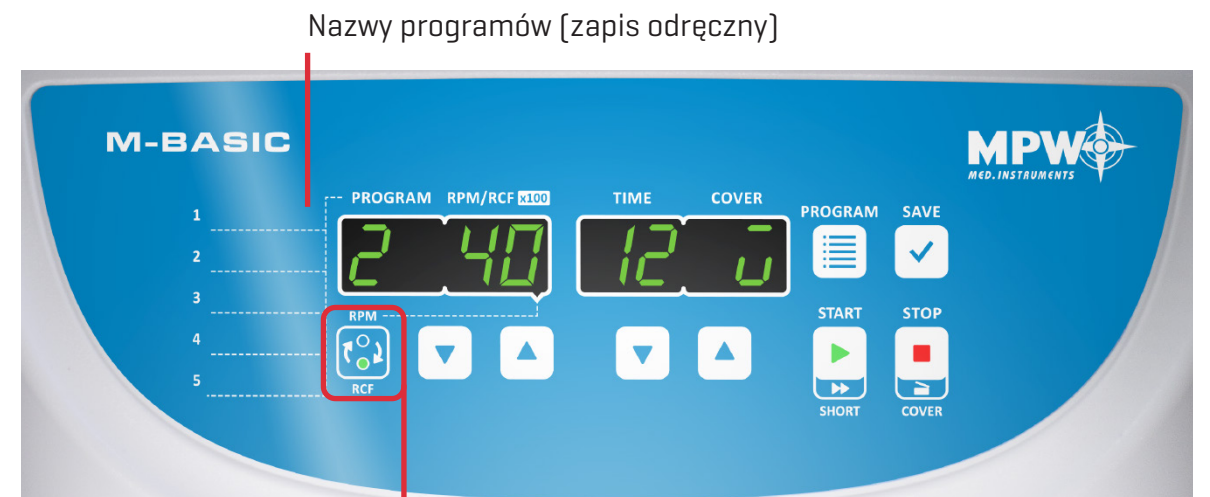 Nazwy programów (zapis odręczny)
M-BASIC
MPW
MED. INSTRUMENTS
PROGRAM RPM/RCF x100 TIME COVER
PROGRAM SAVE
1
2
3
4
5
2 40 12
RPM
RCF
START STOP
SHORT COVER